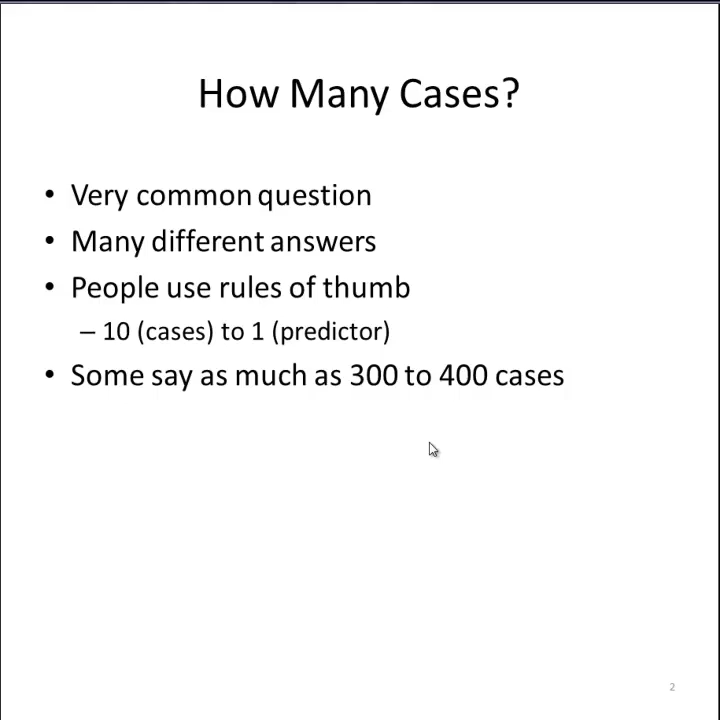 How Many Cases?
• Very common question
• Many different answers
• People use rules of thumb
– 10 (cases) to 1 (predictor)
• Some say as much as 300 to 400 cases
2